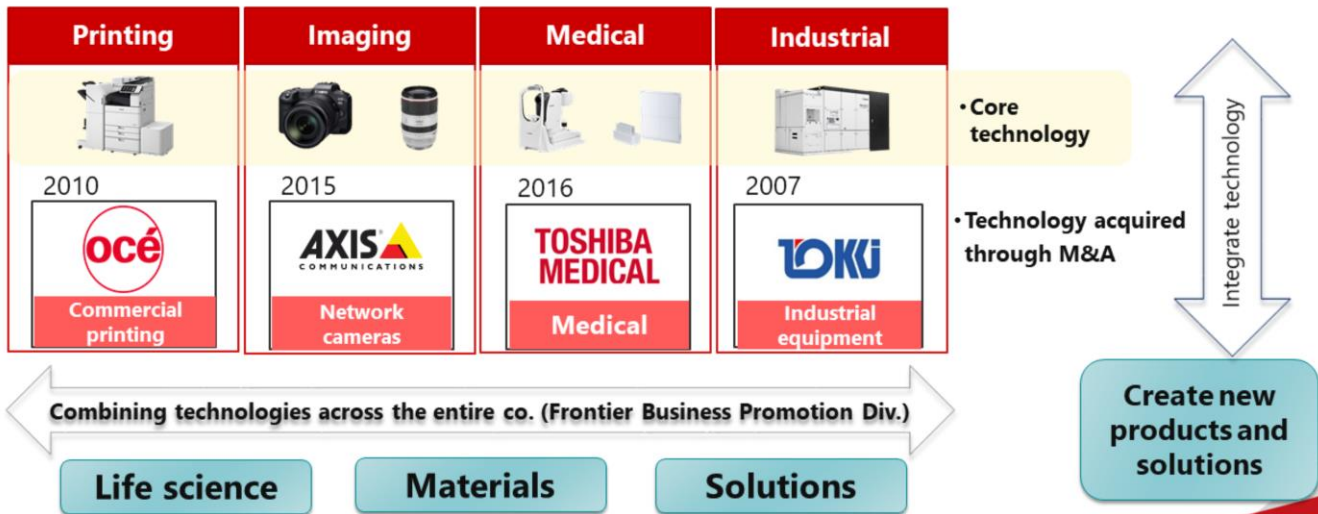 Printing
Imaging
Medical
Industrial
• Core
technology
2010
2015
2016
2007
océ
AXIS
COMMUNICATIONS
TOSHIBA
MEDICAL
TOKKI
Commercial
printing
Network
cameras
Medical
Industrial
equipment
• Technology acquired
through M&A
Integrate technology
Combining technologies across the entire co. (Frontier Business Promotion Div.)
Create new
products and
solutions
Life science
Materials
Solutions